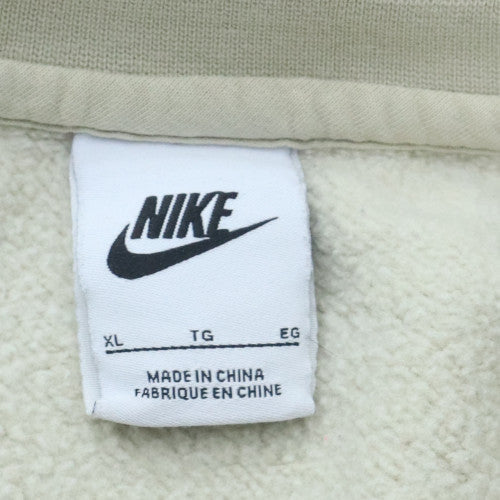 NIKE
XL TG EG
MADE IN CHINA
FABRIQUE EN CHINE